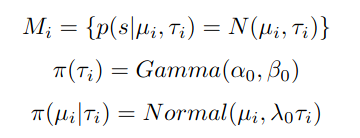 M_i = {p(s|μ_i, τ_i) = N(μ_i, τ_i)}
π(τ_i) = Gamma(α_0, β_0)
π(μ_i|τ_i) = Normal(μ_i, λ_0τ_i)